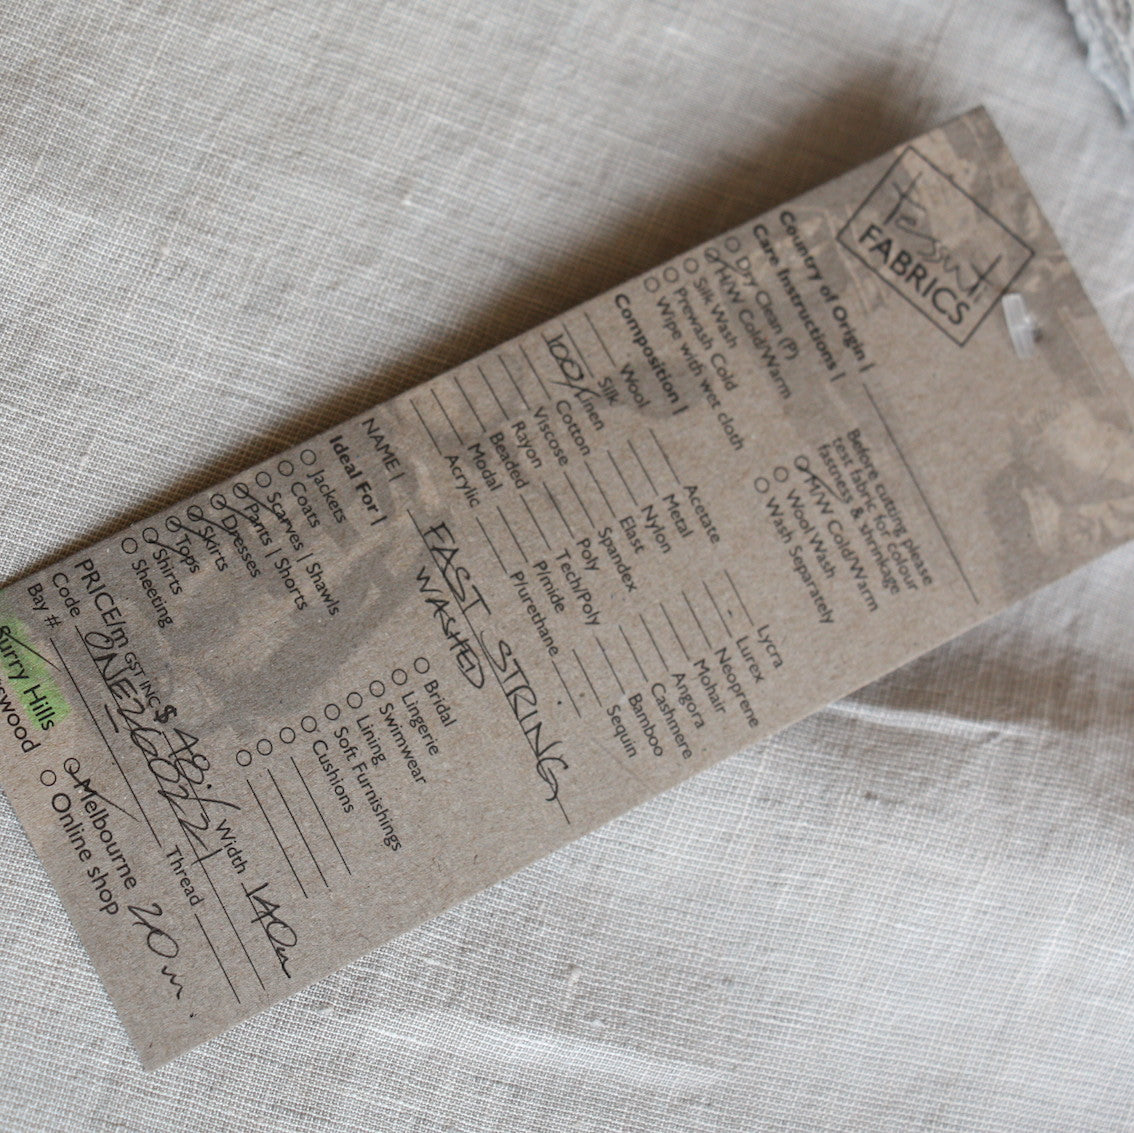 Tessuti
FABRICS
Country of Origin |
Care Instructions |
Dry Clean (P)
H/W Cold/Warm
Silk Wash
Prewash Cold
Wipe with wet cloth
Before cutting please
test fabric for colour
fastness & shrinkage
H/W Cold/Warm
Wool Wash
Wash Separately
Composition |
Wool
Silk
100/ Linen
Cotton
Viscose
Rayon
Beaded
Modal
Acrylic
Acetate
Metal
Nylon
Elast
Spandex
Poly
Tech/Poly
P/mide
P/urethane
Lycra
Lurex
Neoprene
Mohair
Angora
Cashmere
Bamboo
Sequin
NAME | FAST STRING
WASHED
Ideal For |
Jackets
Coats
Scarves | Shawls
Pants | Shorts
Dresses
Skirts
Tops
Shirts
Sheeting
Bridal
Lingerie
Swimwear
Lining
Soft Furnishings
Cushions
PRICE/m GST INC $ Width
Code
Bay # Thread
Surry Hills
swood
Melbourne 20m
Online shop